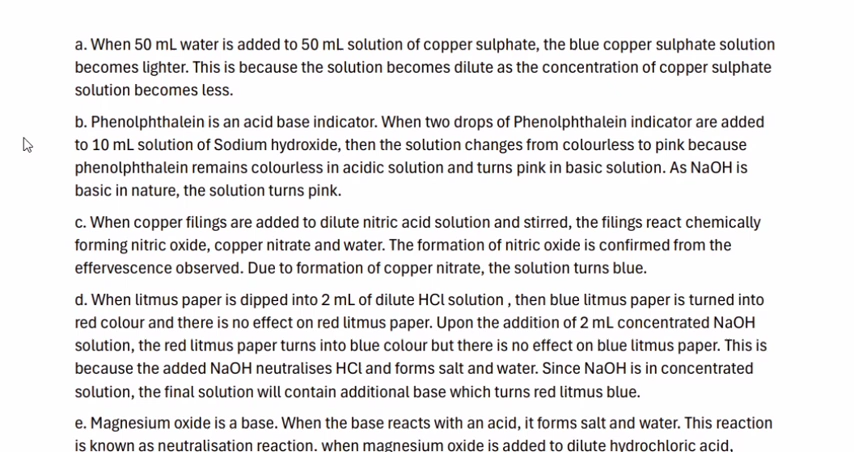 a. When 50 mL water is added to 50 mL solution of copper sulphate, the blue copper sulphate solution
becomes lighter. This is because the solution becomes dilute as the concentration of copper sulphate
solution becomes less.
b. Phenolphthalein is an acid base indicator. When two drops of Phenolphthalein indicator are added
to 10 mL solution of Sodium hydroxide, then the solution changes from colourless to pink because
phenolphthalein remains colourless in acidic solution and turns pink in basic solution. As NaOH is
basic in nature, the solution turns pink.
c. When copper filings are added to dilute nitric acid solution and stirred, the filings react chemically
forming nitric oxide, copper nitrate and water. The formation of nitric oxide is confirmed from the
effervescence observed. Due to formation of copper nitrate, the solution turns blue.
d. When litmus paper is dipped into 2 mL of dilute HCl solution , then blue litmus paper is turned into
red colour and there is no effect on red litmus paper. Upon the addition of 2 mL concentrated NaOH
solution, the red litmus paper turns into blue colour but there is no effect on blue litmus paper. This is
because the added NaOH neutralises HCl and forms salt and water. Since NaOH is in concentrated
solution, the final solution will contain additional base which turns red litmus blue.
e. Magnesium oxide is a base. When the base reacts with an acid, it forms salt and water. This reaction
is known as neutralisation reaction. when magnesium oxide is added to dilute hydrochloric acid,